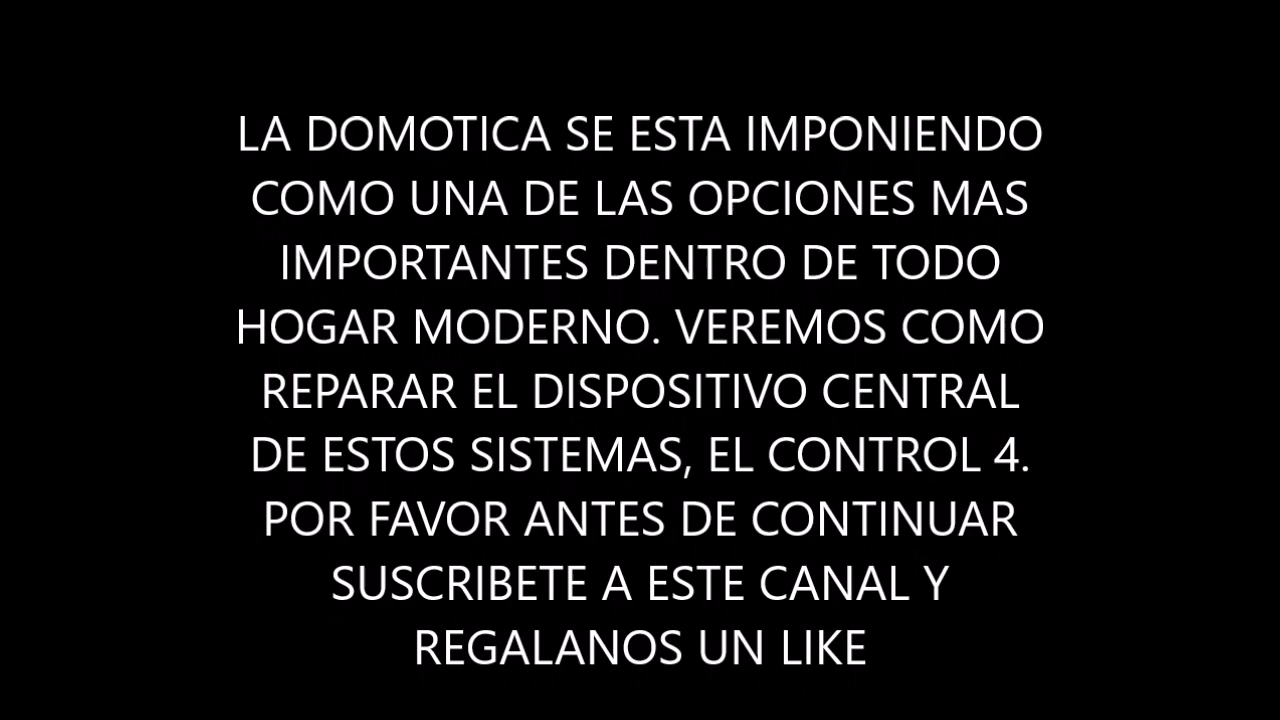 LA DOMOTICA SE ESTA IMPONIENDO
COMO UNA DE LAS OPCIONES MAS
IMPORTANTES DENTRO DE TODO
HOGAR MODERNO. VEREMOS COMO
REPARAR EL DISPOSITIVO CENTRAL
DE ESTOS SISTEMAS, EL CONTROL 4.
POR FAVOR ANTES DE CONTINUAR
SUSCRIBETE A ESTE CANAL Y
REGALANOS UN LIKE